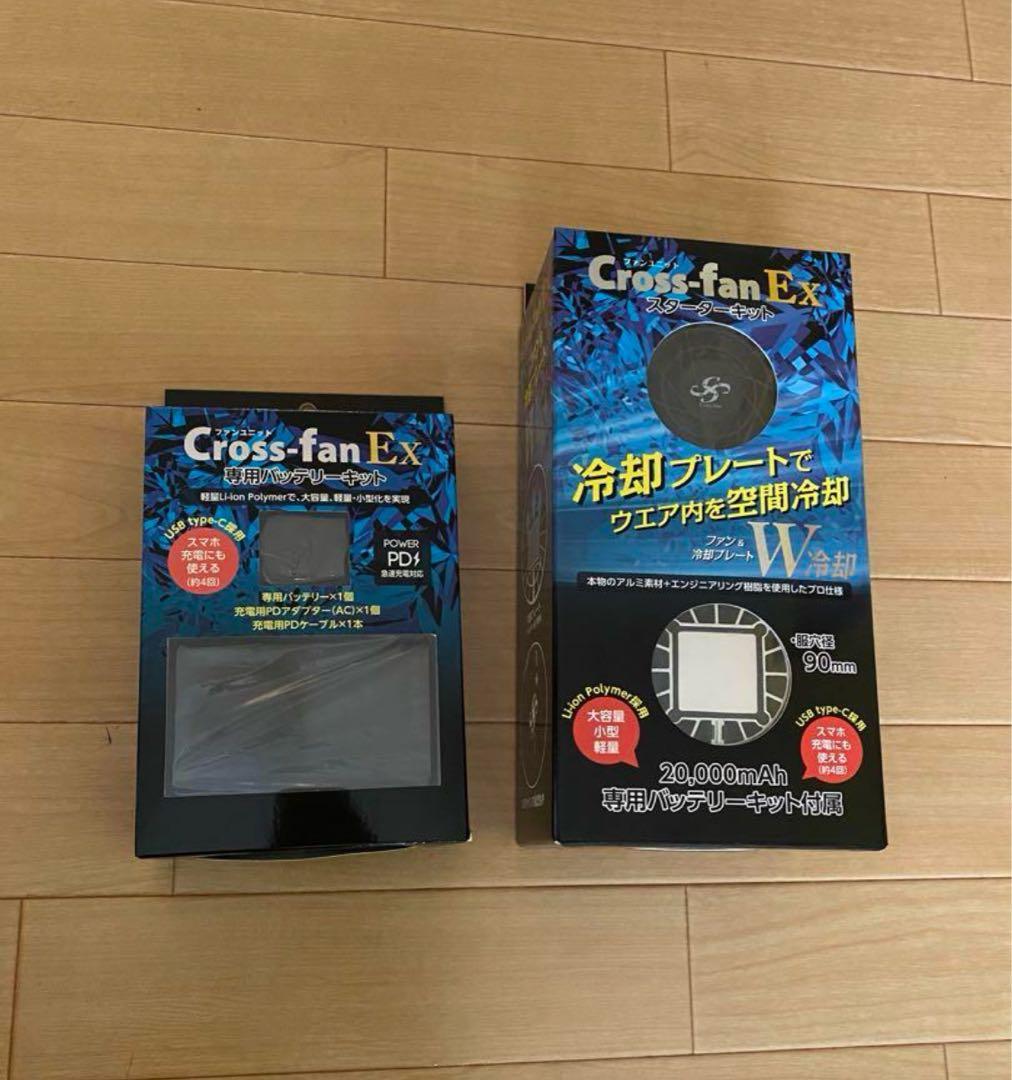 ファンユニット
Cross-fan Ex
専用バッテリーキット
軽量Li-ion Polymerで、大容量、軽量・小型化を実現
USB type-C採用
スマホ
充電にも
使える
(約4回)
POWER
PD
急速充電対応
専用バッテリー×1個
充電用PDアダプター(AC)×1個
充電用PDケーブル×1本
ファンユニット
Cross-fan Ex
スターターキット
冷却プレートで
ウエア内を空間冷却
ファン&
冷却プレート
W冷却
本物のアルミ素材+エンジニアリング樹脂を使用したプロ仕様
・服穴径
90mm
Li-ion Polymer採用
大容量
小型
軽量
USB type-C採用
スマホ
充電にも
使える
(約4回)
20,000mAh
専用バッテリーキット付属